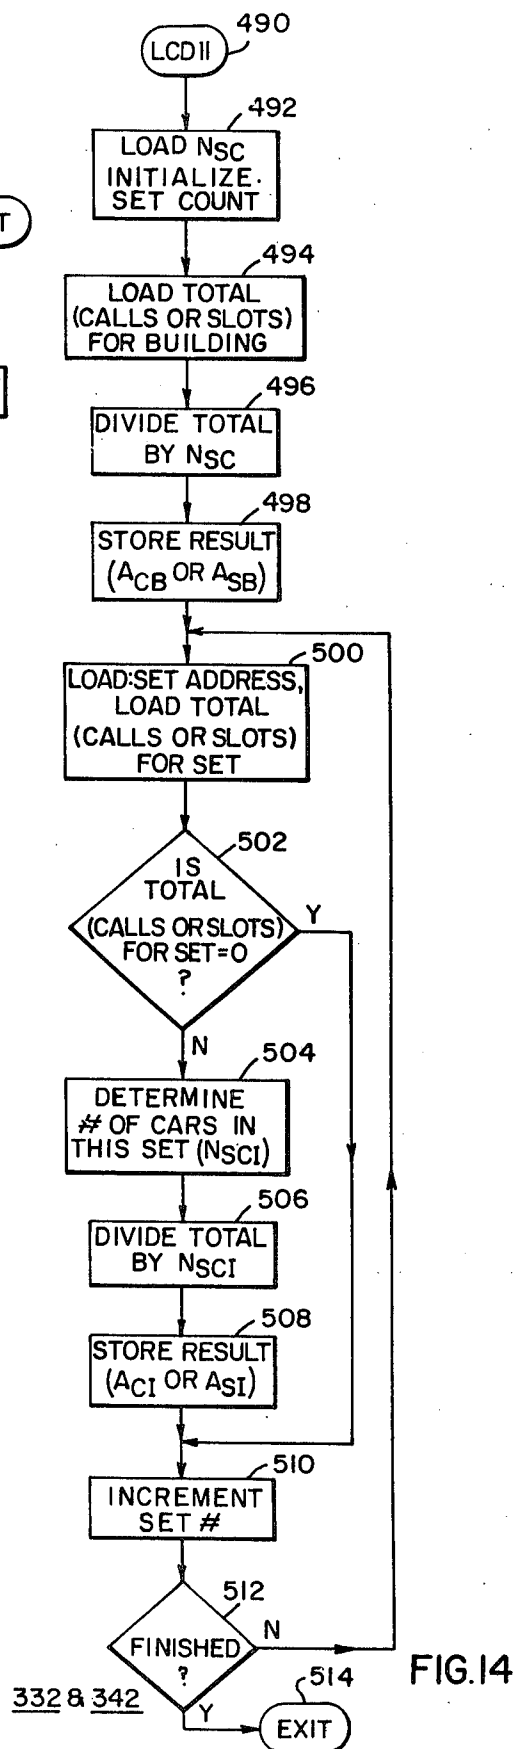 490
LCD11
492
LOAD NSC
INITIALIZE.
SET COUNT
T
494
LOAD TOTAL
(CALLS OR SLOTS)
FOR BUILDING
496
DIVIDE TOTAL
BY NSC
498
STORE RESULT
(ACB OR ASB)
500
LOAD:SET ADDRESS,
LOAD TOTAL
(CALLS OR SLOTS)
FOR SET
502
IS
TOTAL
(CALLS OR SLOTS)
FOR SET=0
?
Y
N
504
DETERMINE
# OF CARS IN
THIS SET (NSCI)
506
DIVIDE TOTAL
BY NSCI
508
STORE RESULT
(ACI OR ASI)
510
INCREMENT
SET #
512
FINISHED
?
N
Y
332 & 342
514
EXIT
FIG.14